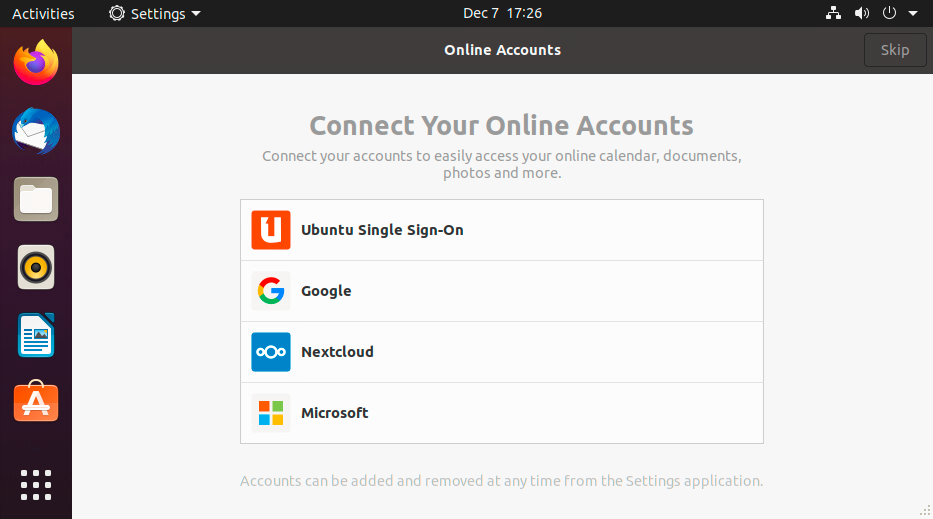 Activities
Settings
Dec 7 17:26
Online Accounts
Skip
Connect Your Online Accounts
Connect your accounts to easily access your online calendar, documents,
photos and more.
Ubuntu Single Sign-On
Google
Nextcloud
Microsoft
Accounts can be added and removed at any time from the Settings application.